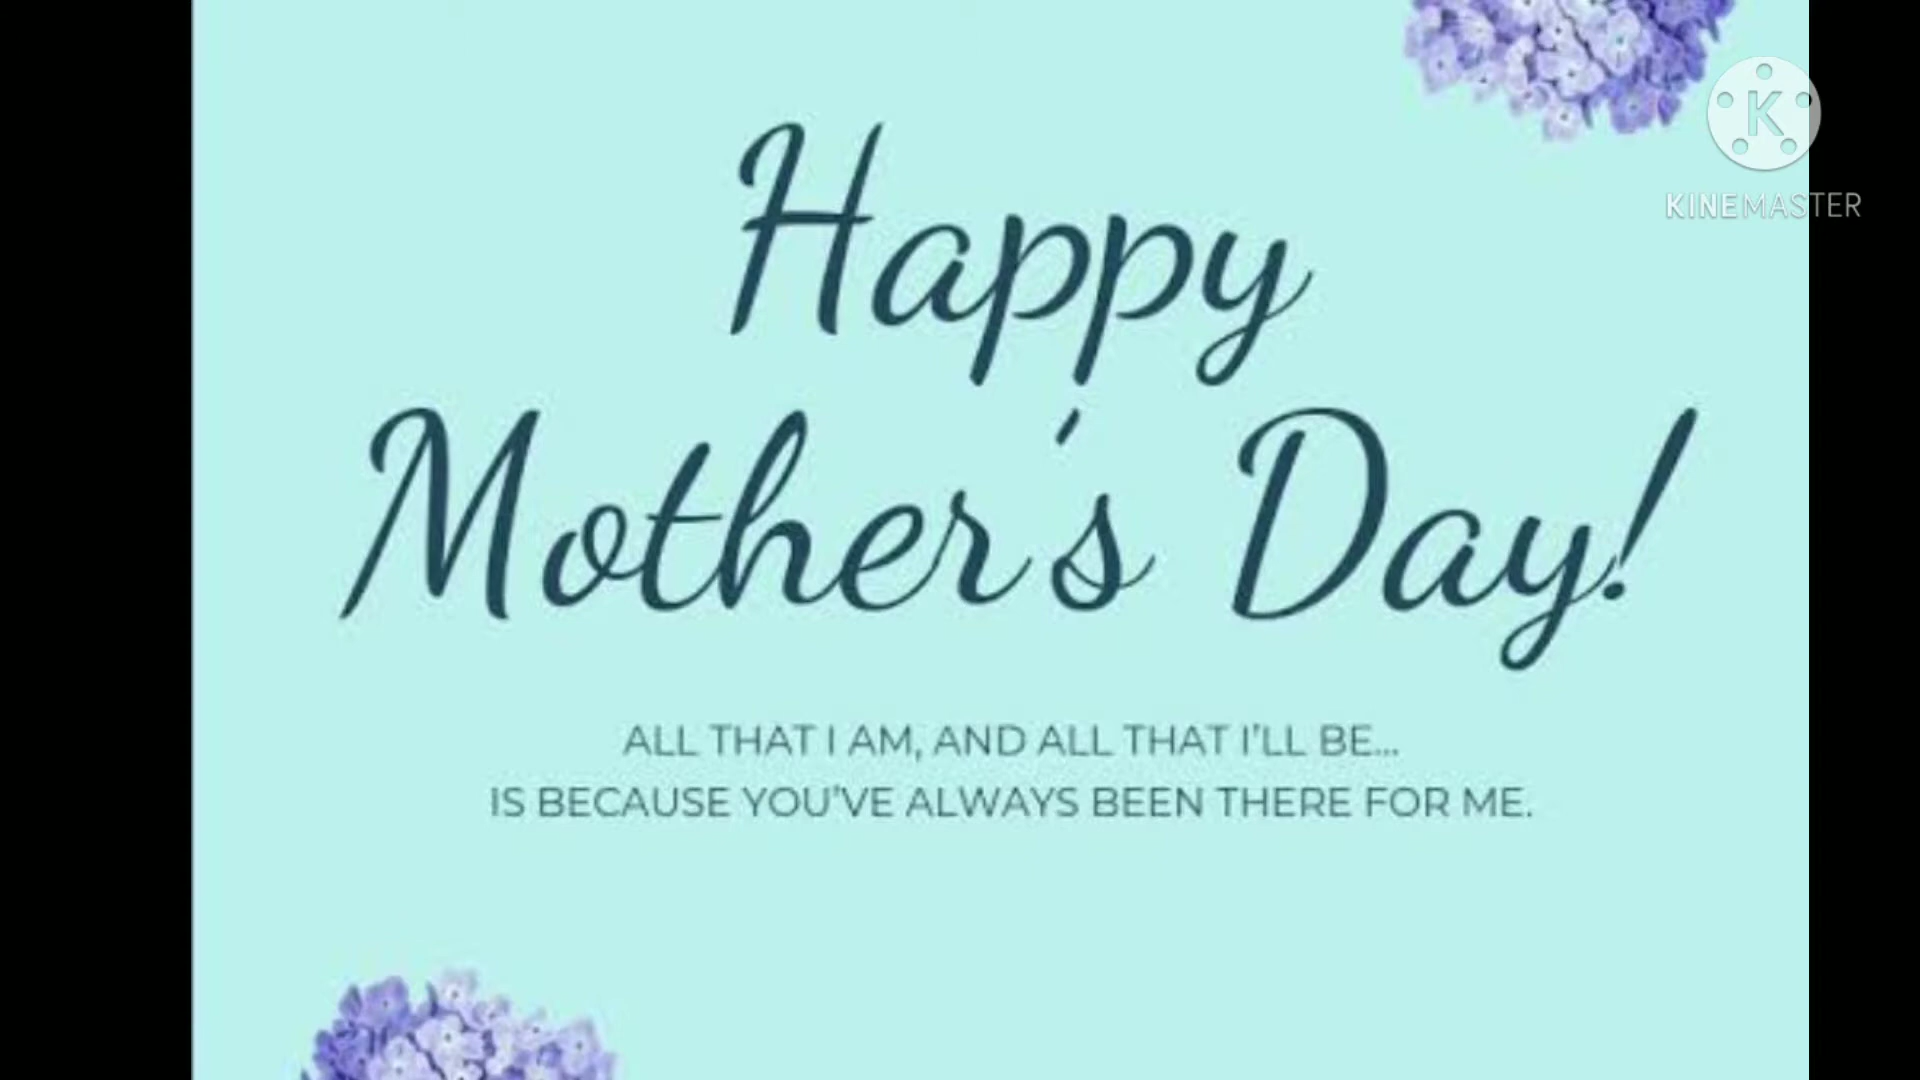 Happy
Mother's Day!
ALL THAT I AM, AND ALL THAT I'LL BE...
IS BECAUSE YOU'VE ALWAYS BEEN THERE FOR ME.
K
KINEMASTER